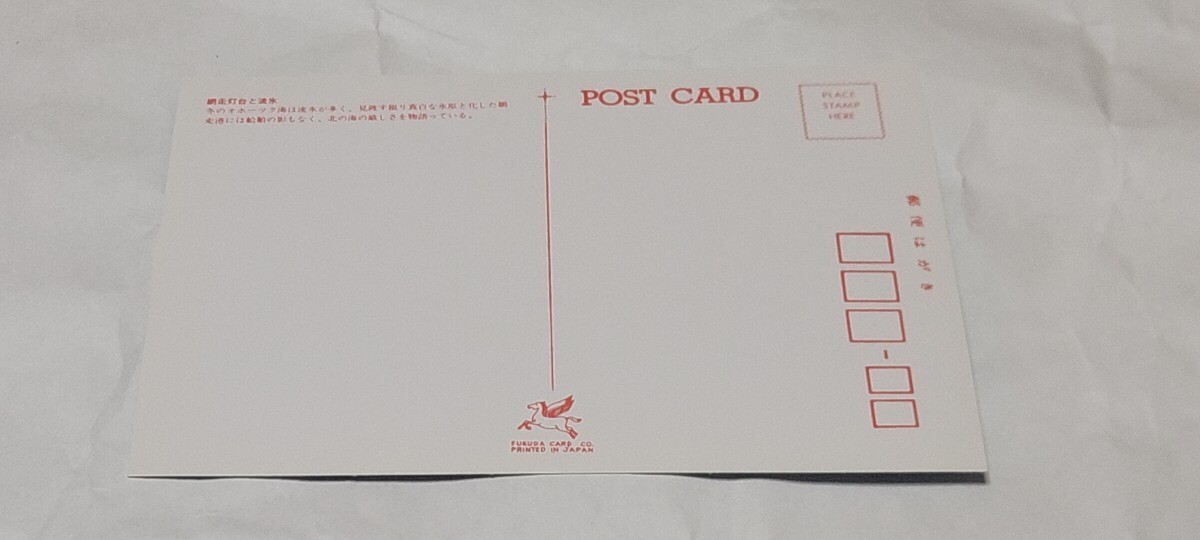 網走灯台と流氷
冬のオホーツク海は流氷が多く、見渡す限り真白な氷原と化した網
走港には船舶の影もなく、北の海の厳しさを物語っている。
POST CARD
PLACE
STAMP
HERE
郵便はがき
FUKUDA CARD CO.
PRINTED IN JAPAN